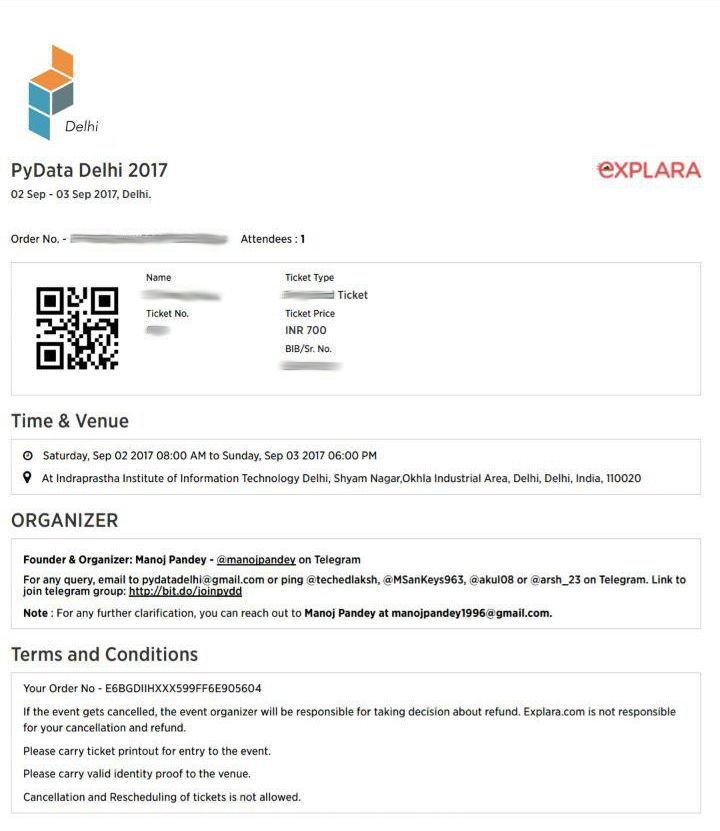 Delhi
PyData Delhi 2017
eXPLARA
02 Sep - 03 Sep 2017, Delhi.
Order No. - Attendees : 1
Name Ticket Type
Ticket
Ticket No. Ticket Price
INR 700
BIB/Sr. No.
Time & Venue
Saturday, Sep 02 2017 08:00 AM to Sunday, Sep 03 2017 06:00 PM
At Indraprastha Institute of Information Technology Delhi, Shyam Nagar,Okhla Industrial Area, Delhi, Delhi, India, 110020
ORGANIZER
Founder & Organizer: Manoj Pandey - @manojpandey on Telegram
For any query, email to pydatadelhi@gmail.com or ping @techedlaksh, @MSanKeys963, @akul08 or @arsh_23 on Telegram. Link to
join telegram group: http://bit.do/joinpydd
Note : For any further clarification, you can reach out to Manoj Pandey at manojpandey1996@gmail.com.
Terms and Conditions
Your Order No - E6BGDIIHXXX599FF6E905604
If the event gets cancelled, the event organizer will be responsible for taking decision about refund. Explara.com is not responsible
for your cancellation and refund.
Please carry ticket printout for entry to the event.
Please carry valid identity proof to the venue.
Cancellation and Rescheduling of tickets is not allowed.